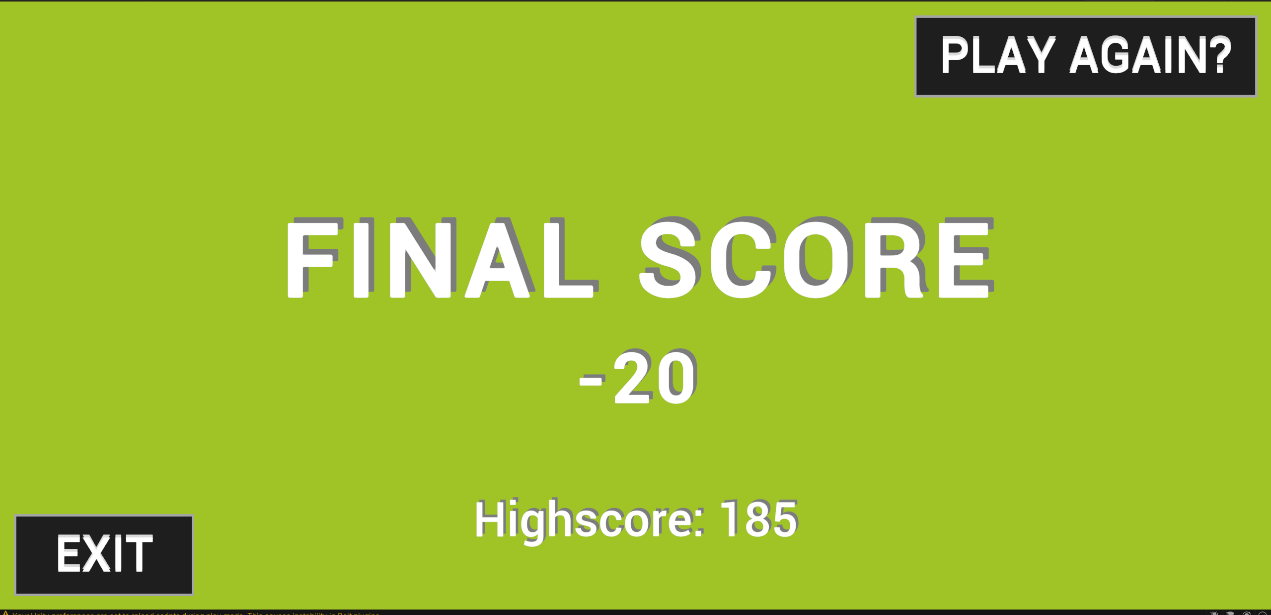 PLAY AGAIN?
FINAL SCORE
-20
Highscore: 185
EXIT